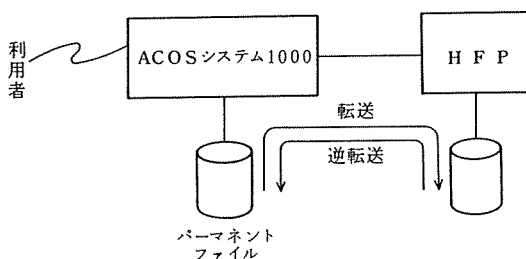 利用者
ACOSシステム1000
HFP
転送
逆転送
パーマネント
ファイル